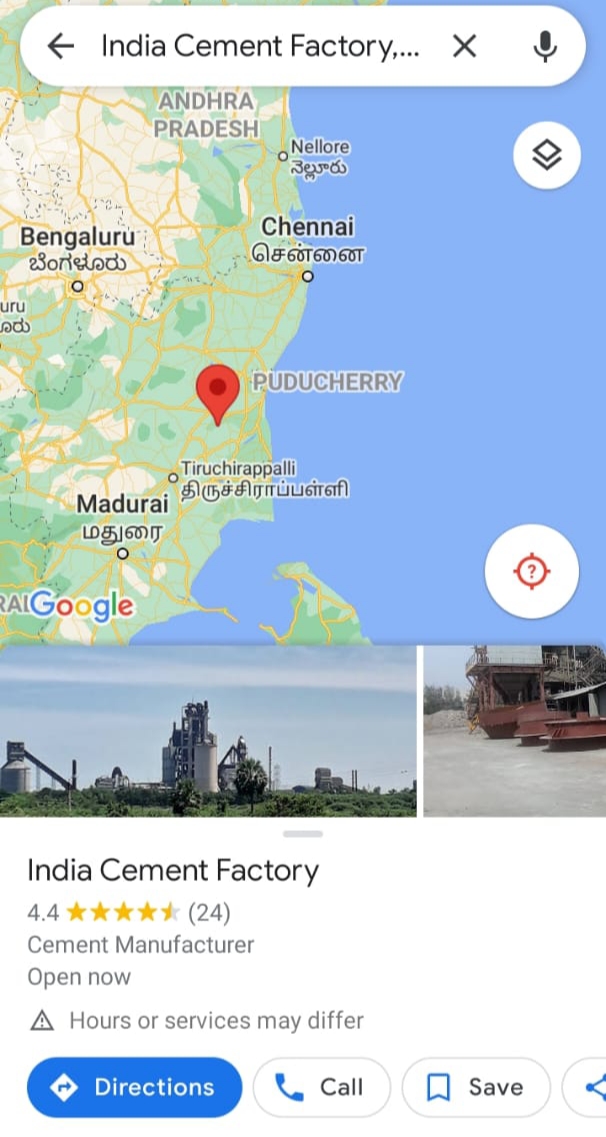 India Cement Factory,...
ANDHRA
PRADESH
Nellore
నెల్లూరు
Bengaluru
ಬೆಂಗಳೂರು
Chennai
சென்னை
uru
ೂರು
PUDUCHERRY
Tiruchirappalli
திருச்சிராப்பள்ளி
Madurai
மதுரை
RAL
Google
India Cement Factory
4.4 (24)
Cement Manufacturer
Open now
Hours or services may differ
Directions
Call
Save